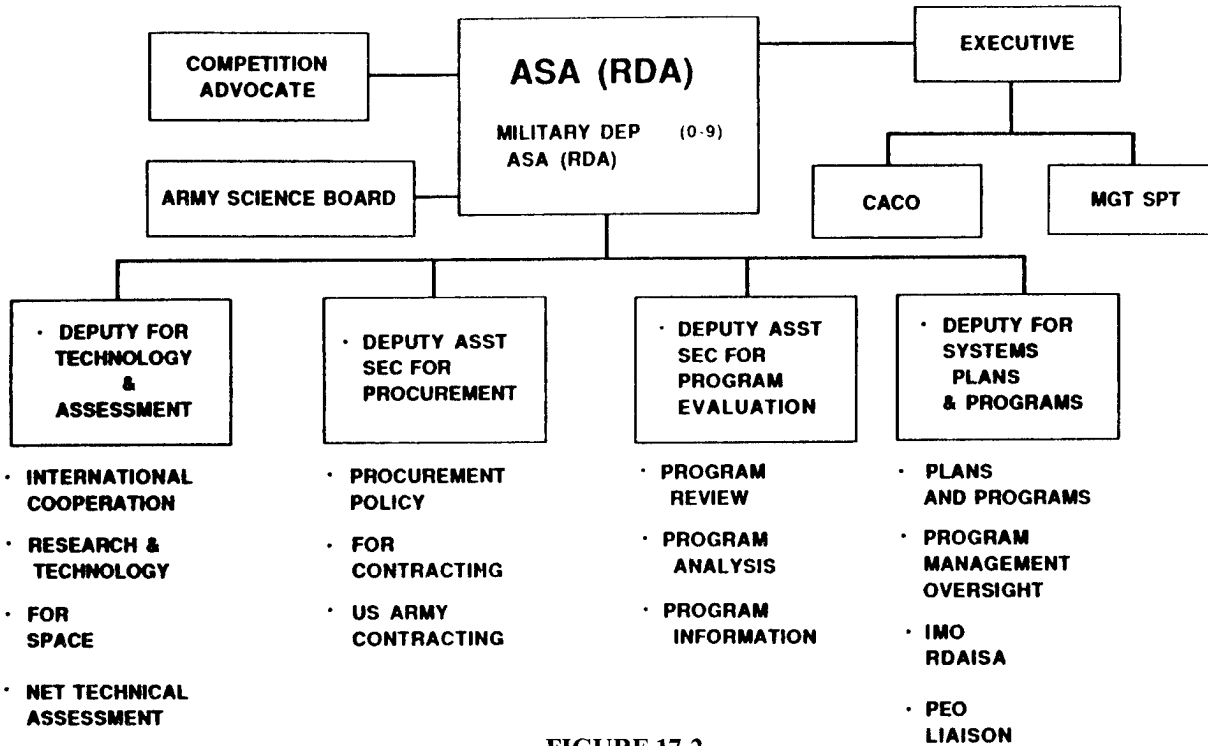 COMPETITION
ADVOCATE
ASA (RDA)
MILITARY DEP (0-9)
ASA (RDA)
EXECUTIVE
ARMY SCIENCE BOARD
CACO
MGT SPT
· DEPUTY FOR
TECHNOLOGY
&
ASSESSMENT
· INTERNATIONAL
COOPERATION
· RESEARCH &
TECHNOLOGY
· FOR
SPACE
· NET TECHNICAL
ASSESSMENT
· DEPUTY ASST
SEC FOR
PROCUREMENT
· PROCUREMENT
POLICY
· FOR
CONTRACTING
· US ARMY
CONTRACTING
· DEPUTY ASST
SEC FOR
PROGRAM
EVALUATION
· PROGRAM
REVIEW
· PROGRAM
ANALYSIS
· PROGRAM
INFORMATION
· DEPUTY FOR
SYSTEMS
PLANS
& PROGRAMS
· PLANS
AND PROGRAMS
· PROGRAM
MANAGEMENT
OVERSIGHT
· IMO
RDAISA
· PEO
LIAISON
FIGURE 17-2